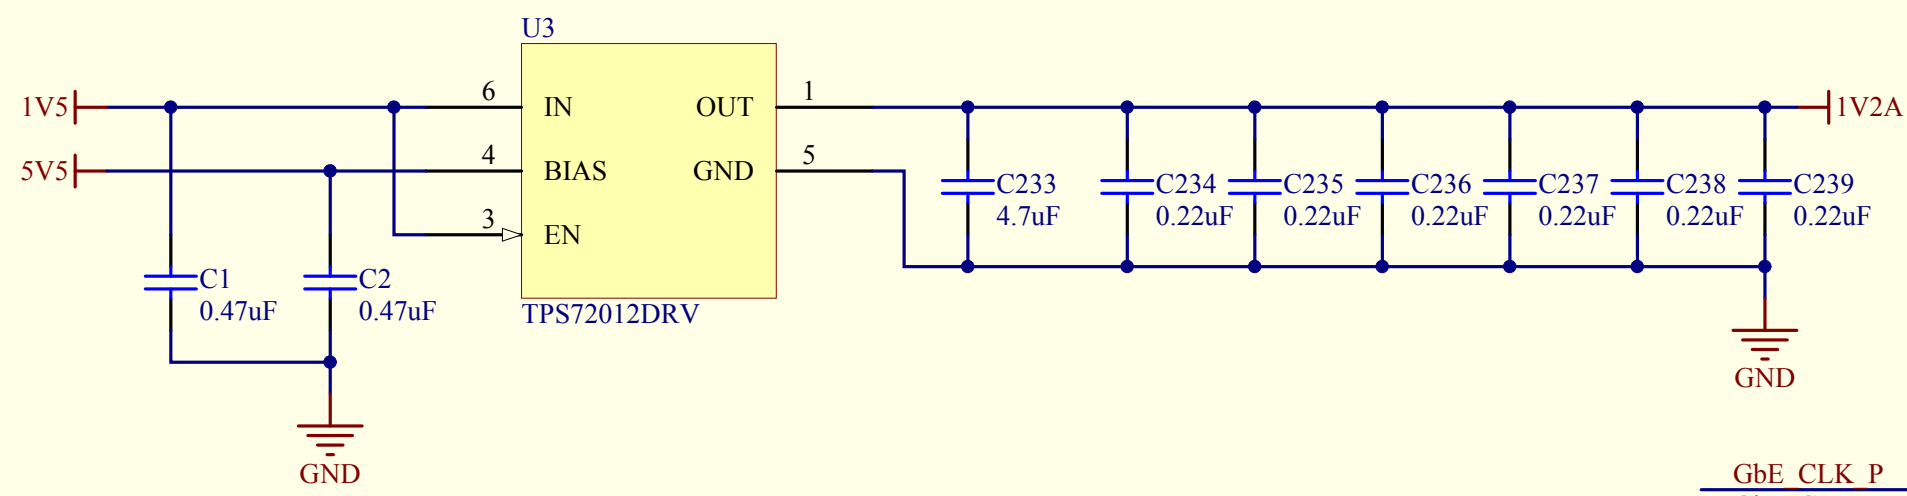 U3
1V5
6
IN
OUT
1
1V2A
5V5
4
BIAS
GND
5
3
EN
C233
4.7uF
C234
0.22uF
C235
0.22uF
C236
0.22uF
C237
0.22uF
C238
0.22uF
C239
0.22uF
C1
0.47uF
C2
0.47uF
TPS72012DRV
GND
GND
GbE_CLK_P